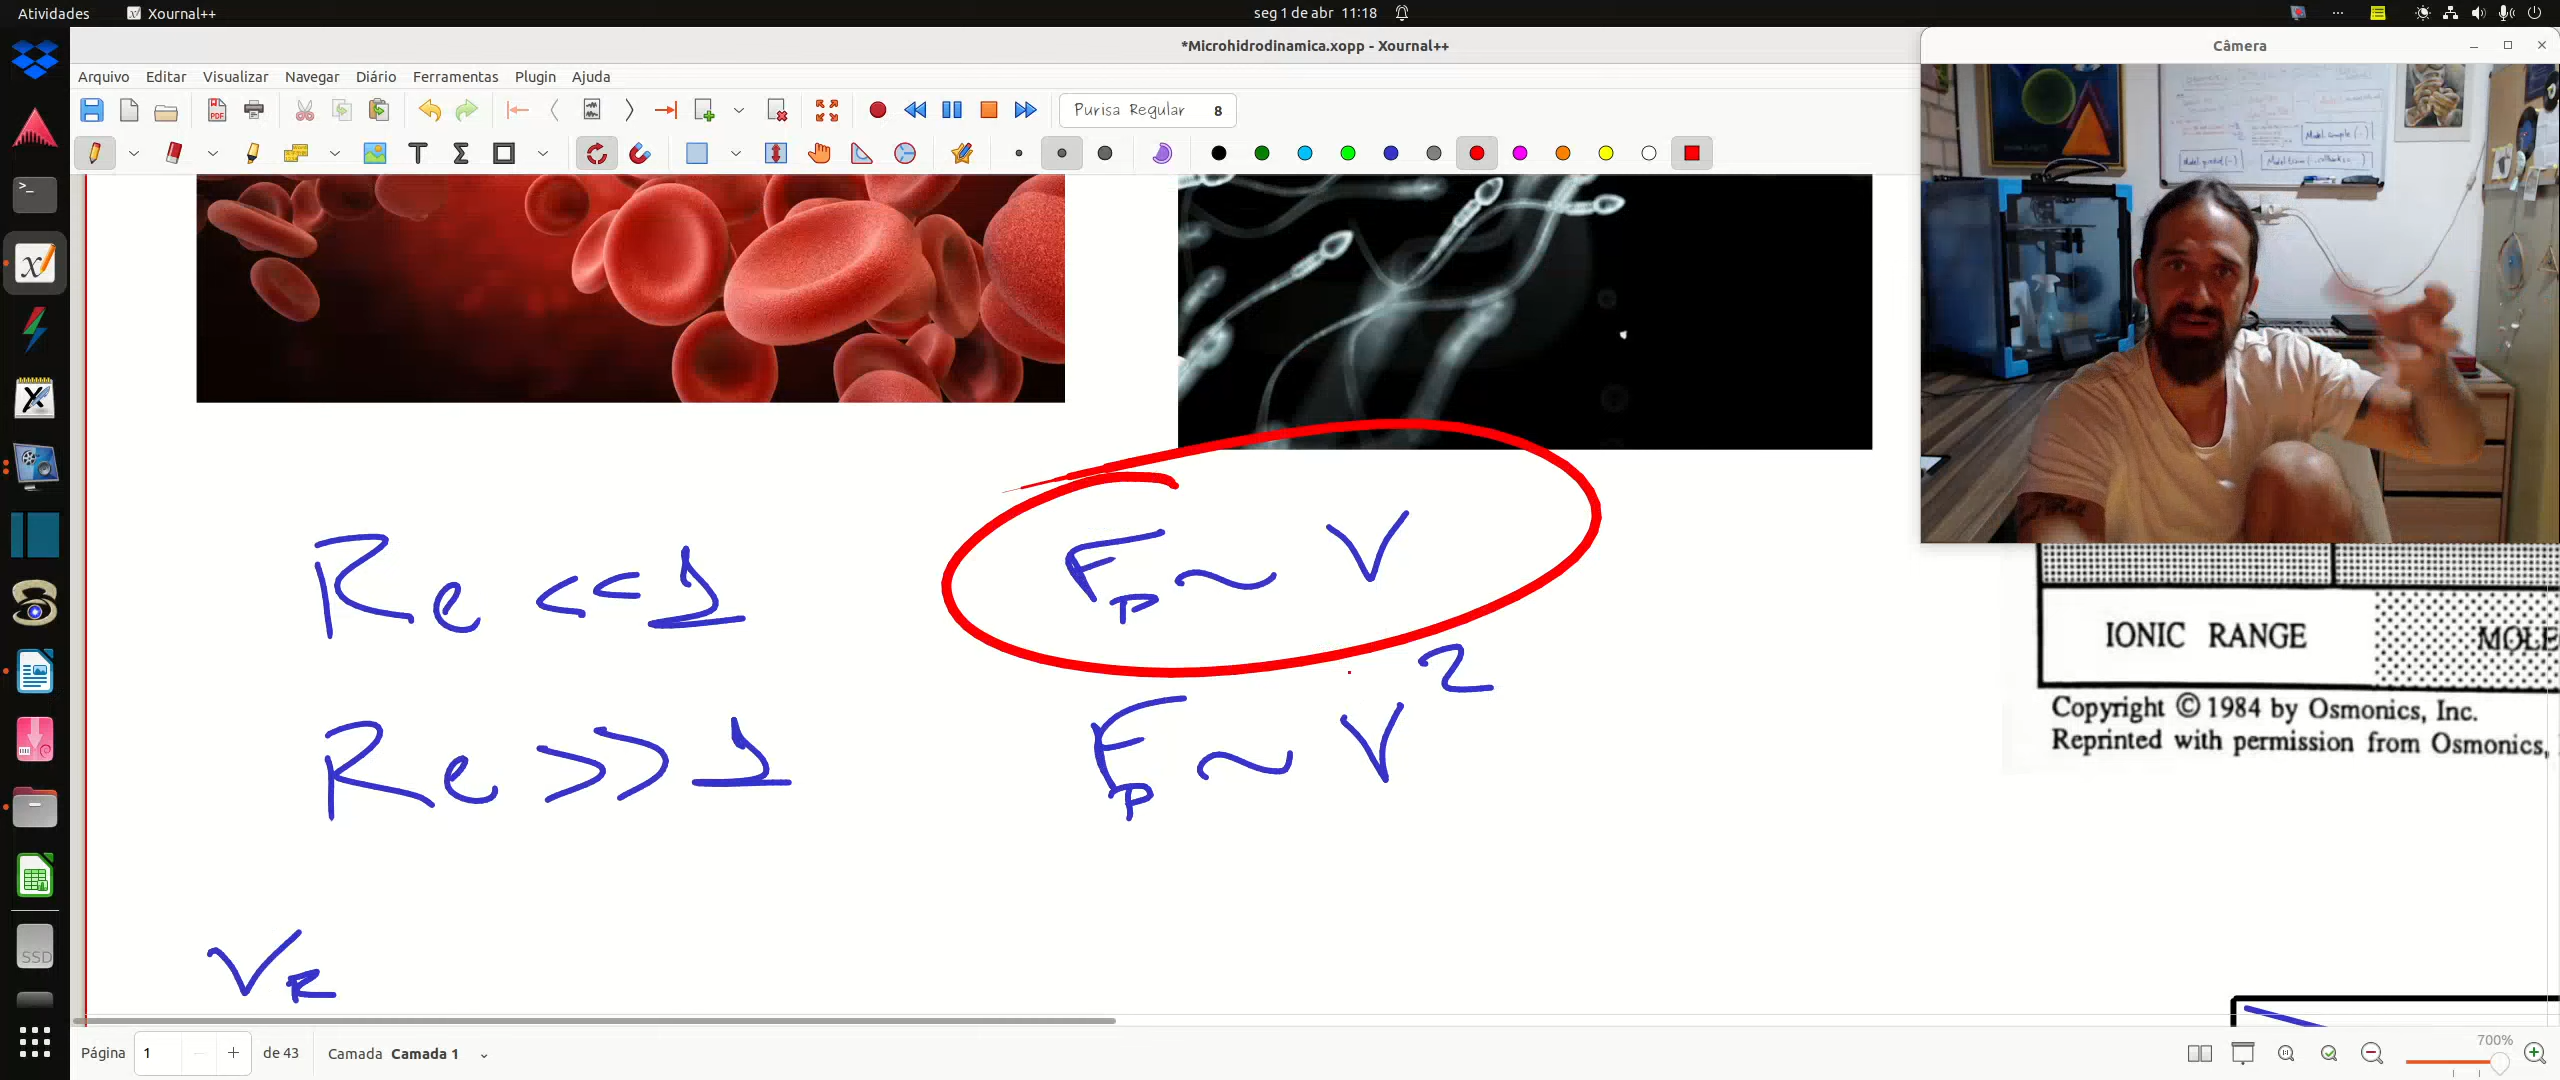 Atividades Xournal++ seg 1 de abr 11:18
*Microhidrodinamica.xopp - Xournal++
Câmera
Arquivo Editar Visualizar Navegar Diário Ferramentas Plugin Ajuda
Purisa Regular 8
Re <<1 Fp ~ V
Re >>1 Fp ~ V²
VR
IONIC RANGE MOLE
Copyright © 1984 by Osmonics, Inc.
Reprinted with permission from Osmonics,
SSD
Página 1 de 43 Camada Camada 1 700%